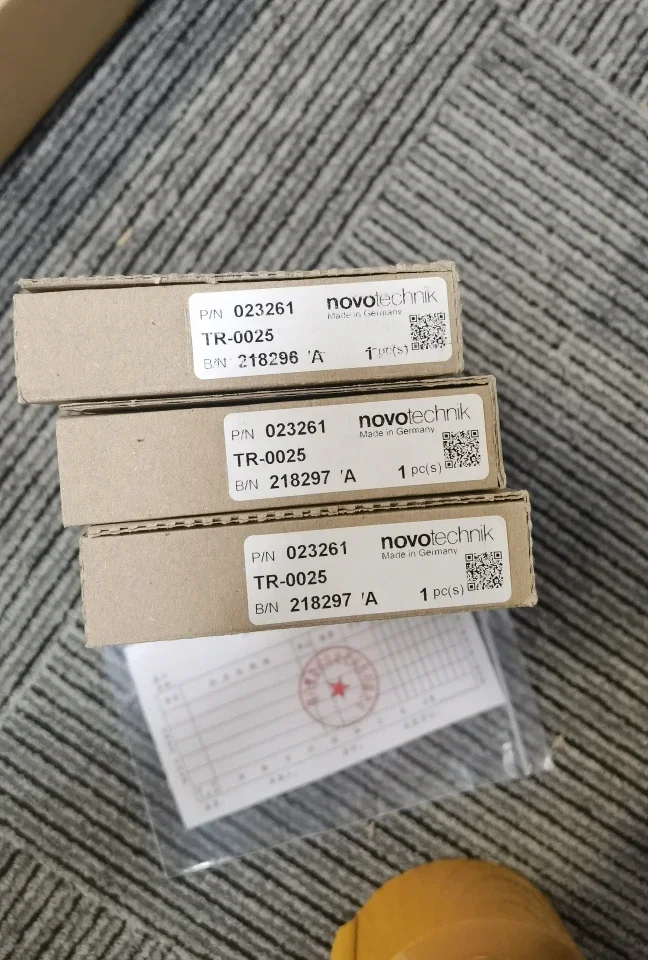 P/N 023261 novotechnik
Made in Germany
TR-0025
B/N 218296 'A 1 pc(s)
P/N 023261 novotechnik
Made in Germany
TR-0025
B/N 218297 'A 1 pc(s)
P/N 023261 novotechnik
Made in Germany
TR-0025
B/N 218297 'A 1 pc(s)